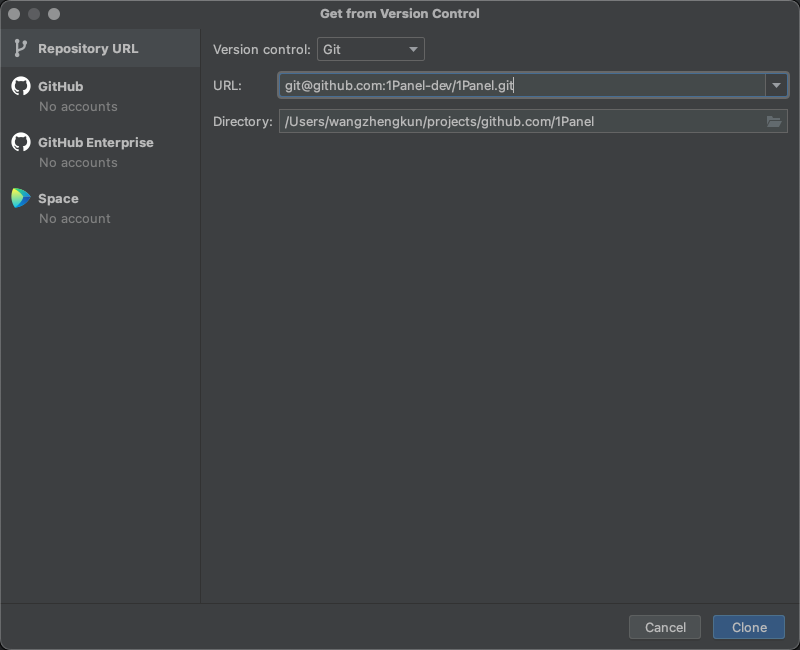 Get from Version Control
Repository URL
GitHub
No accounts
GitHub Enterprise
No accounts
Space
No account
Version control: Git
URL: git@github.com:1Panel-dev/1Panel.git
Directory: /Users/wangzhengkun/projects/github.com/1Panel
Cancel Clone